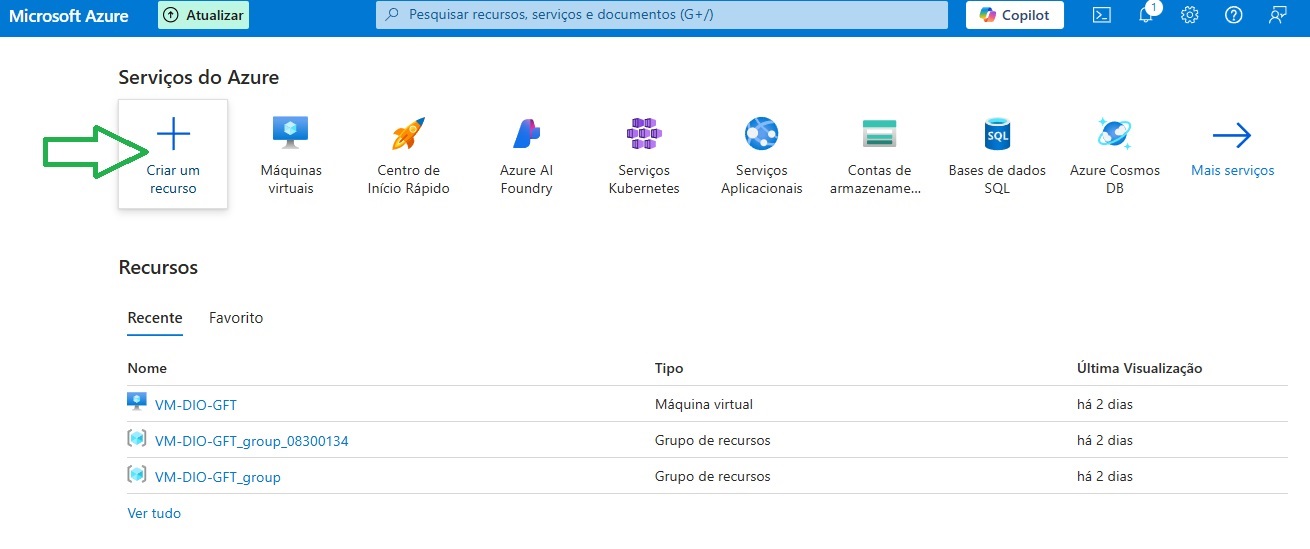 Microsoft Azure Atualizar Pesquisar recursos, serviços e documentos (G+/) Copilot 1
Serviços do Azure
Criar um recurso
Máquinas virtuais
Centro de Início Rápido
Azure AI Foundry
Serviços Kubernetes
Serviços Aplicacionais
Contas de armazename...
SQL
Bases de dados SQL
Azure Cosmos DB
Mais serviços
Recursos
Recente Favorito
Nome Tipo Última Visualização
VM-DIO-GFT Máquina virtual há 2 dias
VM-DIO-GFT_group_08300134 Grupo de recursos há 2 dias
VM-DIO-GFT_group Grupo de recursos há 2 dias
Ver tudo